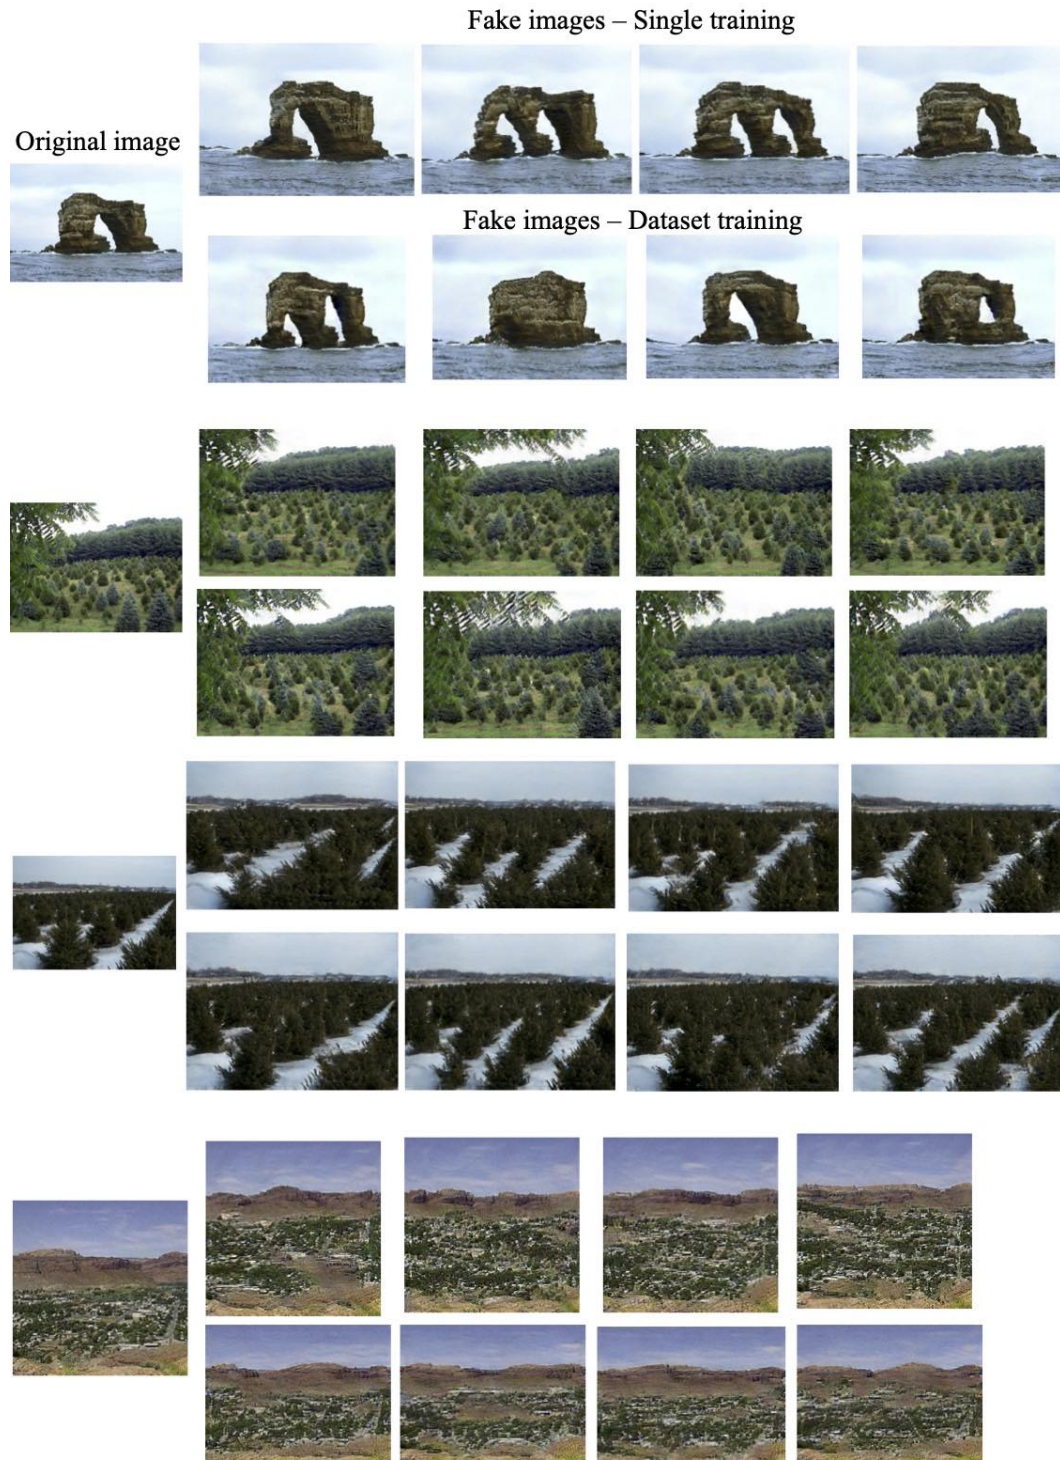 Fake images – Single training
Original image
Fake images – Dataset training